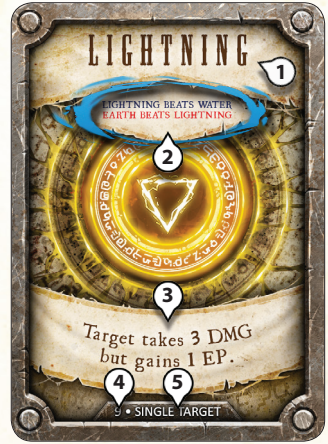 LIGHTNING
1
LIGHTNING BEATS WATER
EARTH BEATS LIGHTNING
2
3
Target takes 3 DMG
but gains 1 EP.
4
5
9 • SINGLE TARGET